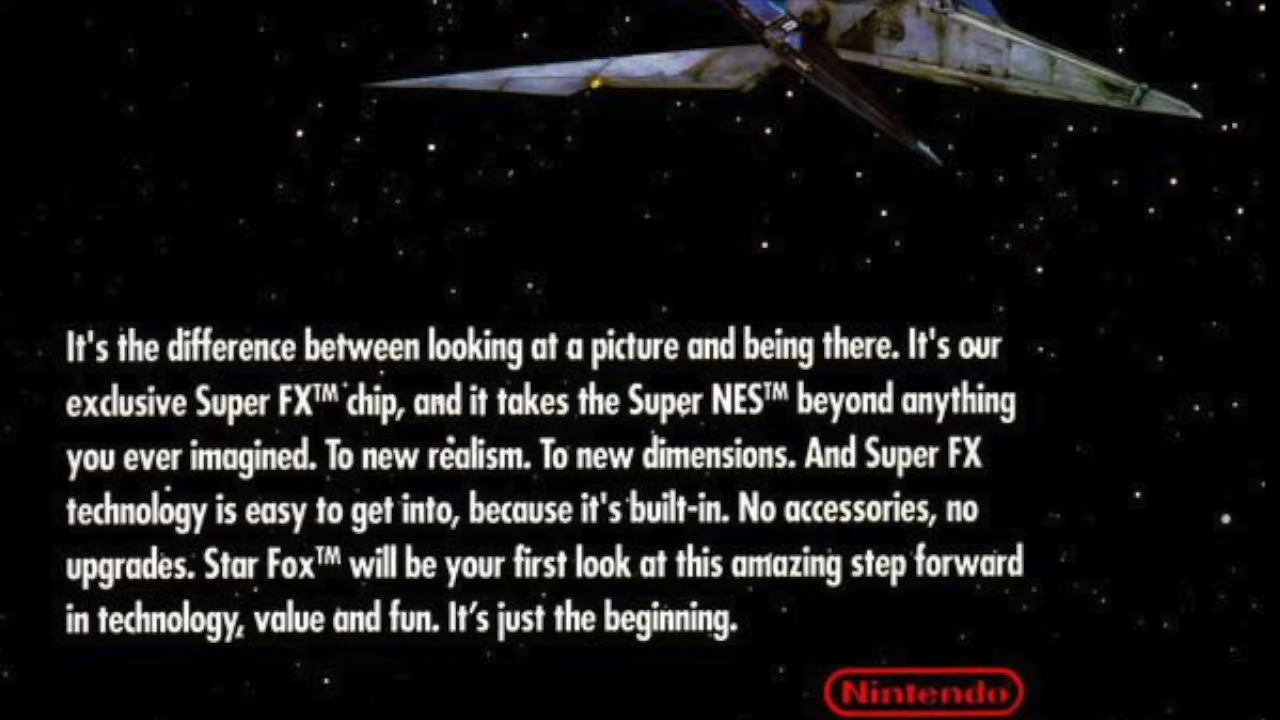 It's the difference between looking at a picture and being there. It's our
exclusive Super FX™ chip, and it takes the Super NES™ beyond anything
you ever imagined. To new realism. To new dimensions. And Super FX
technology is easy to get into, because it's built-in. No accessories, no
upgrades. Star Fox™ will be your first look at this amazing step forward
in technology, value and fun. It's just the beginning.
Nintendo